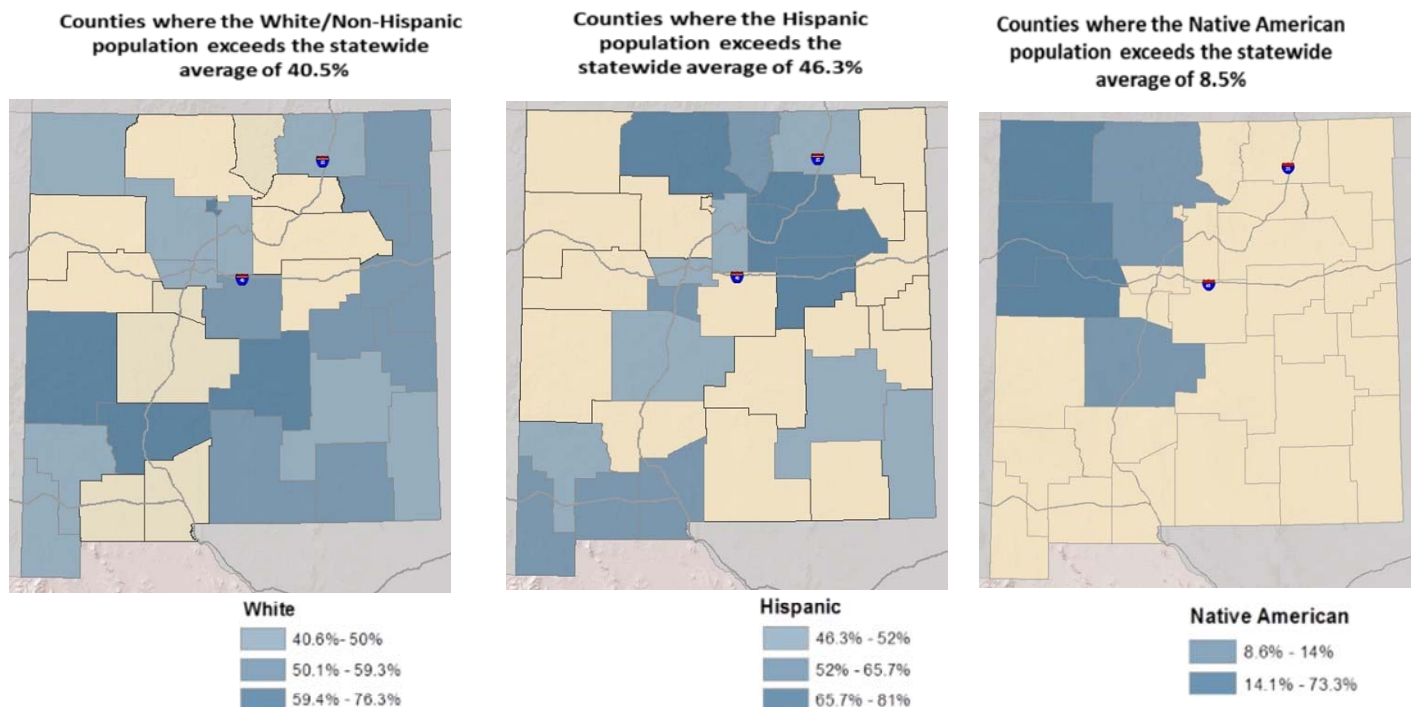 Counties where the White/Non-Hispanic
population exceeds the statewide
average of 40.5%
Counties where the Hispanic
population exceeds the
statewide average of 46.3%
Counties where the Native American
population exceeds the statewide
average of 8.5%
White
40.6%- 50%
50.1% - 59.3%
59.4% - 76.3%
Hispanic
46.3% - 52%
52% - 65.7%
65.7% - 81%
Native American
8.6% - 14%
14.1% - 73.3%